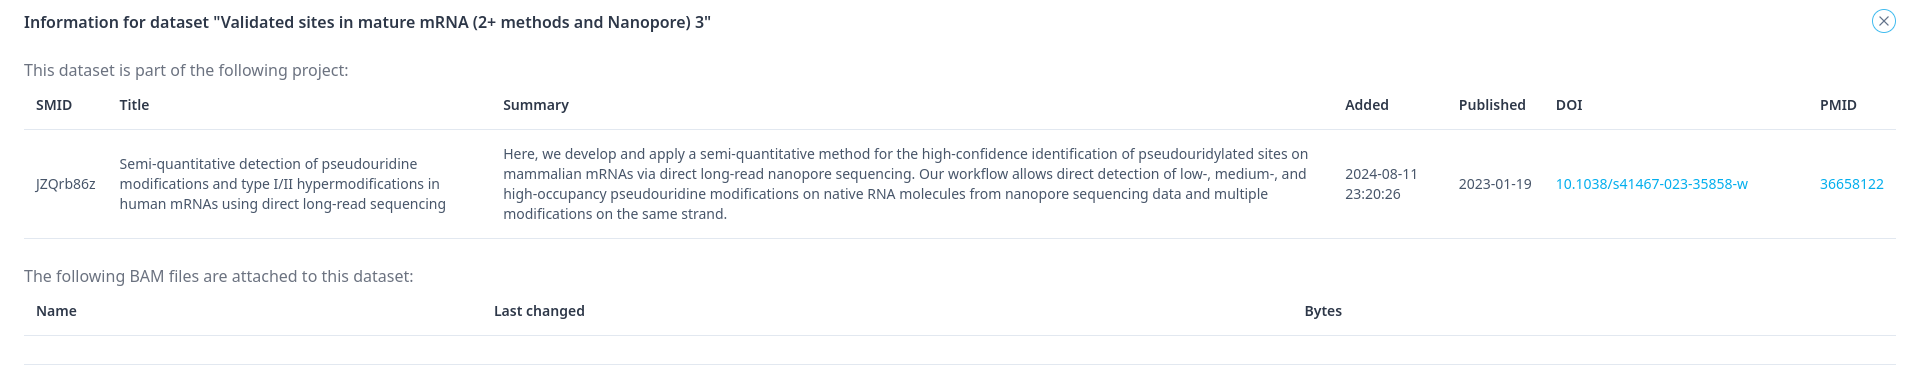 Information for dataset "Validated sites in mature mRNA (2+ methods and Nanopore) 3"
This dataset is part of the following project:
SMID Title Summary Added Published DOI PMID
JZQrb86z
Semi-quantitative detection of pseudouridine
modifications and type I/II hypermodifications in
human mRNAs using direct long-read sequencing
Here, we develop and apply a semi-quantitative method for the high-confidence identification of pseudouridylated sites on
mammalian mRNAs via direct long-read nanopore sequencing. Our workflow allows direct detection of low-, medium-, and
high-occupancy pseudouridine modifications on native RNA molecules from nanopore sequencing data and multiple
modifications on the same strand.
2024-08-11
23:20:26
2023-01-19
10.1038/s41467-023-35858-w
36658122
The following BAM files are attached to this dataset:
Name Last changed Bytes